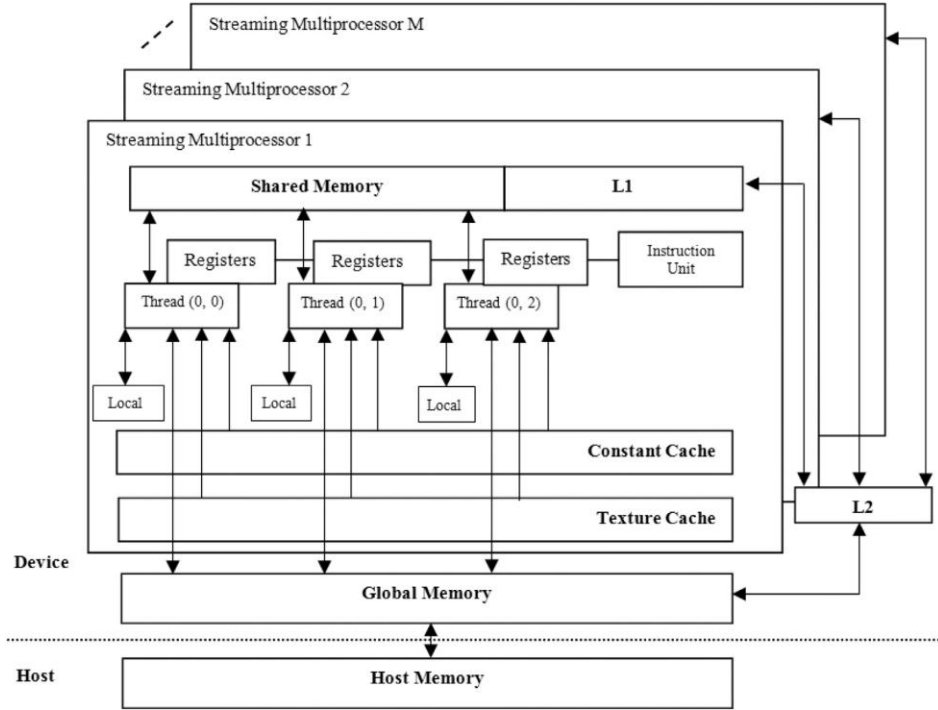 Streaming Multiprocessor M
Streaming Multiprocessor 2
Streaming Multiprocessor 1
Shared Memory
L1
Registers
Registers
Registers
Instruction
Unit
Thread (0, 0)
Thread (0, 1)
Thread (0, 2)
Local
Local
Local
Constant Cache
L2
Texture Cache
Device
Global Memory
Host
Host Memory